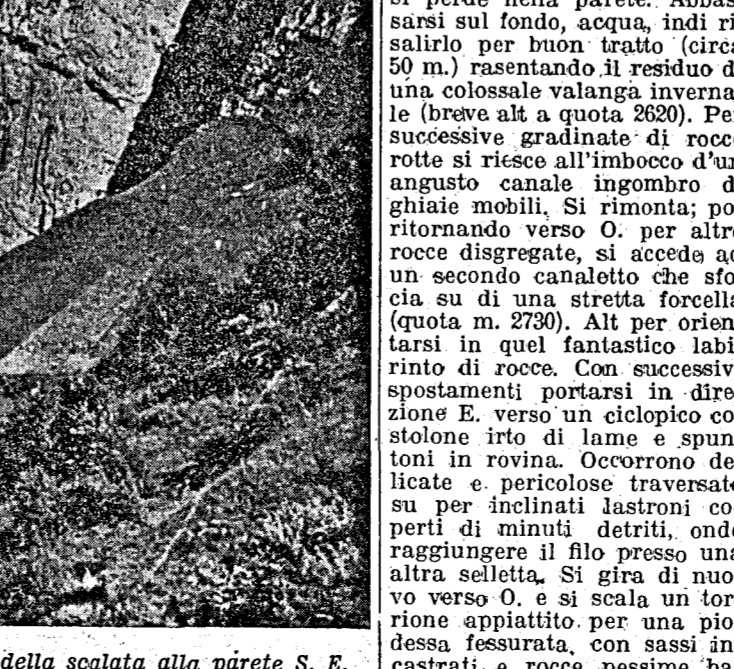 si perde nella parete. Abbas
sarsi sul fondo, acqua, indi ri
salirlo per buon tratto (circa
50 m.) rasentando il residuo d
una colossale valanga inverna
le (breve alt a quota 2620). Per
successive gradinate di rocc
rotte si riesce all'imbocco d'un
angusto canale ingombro d
ghiaie mobili. Si rimonta; po
ritornando verso O. per altre
rocce disgregate, si accede ad
un secondo canaletto che sfo
cia su di una stretta forcella
(quota m. 2730). Alt per orien
tarsi in quel fantastico labi
rinto di rocce. Con successiv
spostamenti portarsi in dire
zione E. verso un ciclopico co
stolone irto di lame e spun
toni in rovina. Occorrono de
licate e pericolose traversate
su per inclinati lastroni co
perti di minuti detriti, onde
raggiungere il filo presso una
altra selletta. Si gira di nuo
vo verso O. e si scala un tor
rione appiattito per una pio
dessa fessurata, con sassi in
castrati e rocce pessime ba
della scalata alla parete S. E.